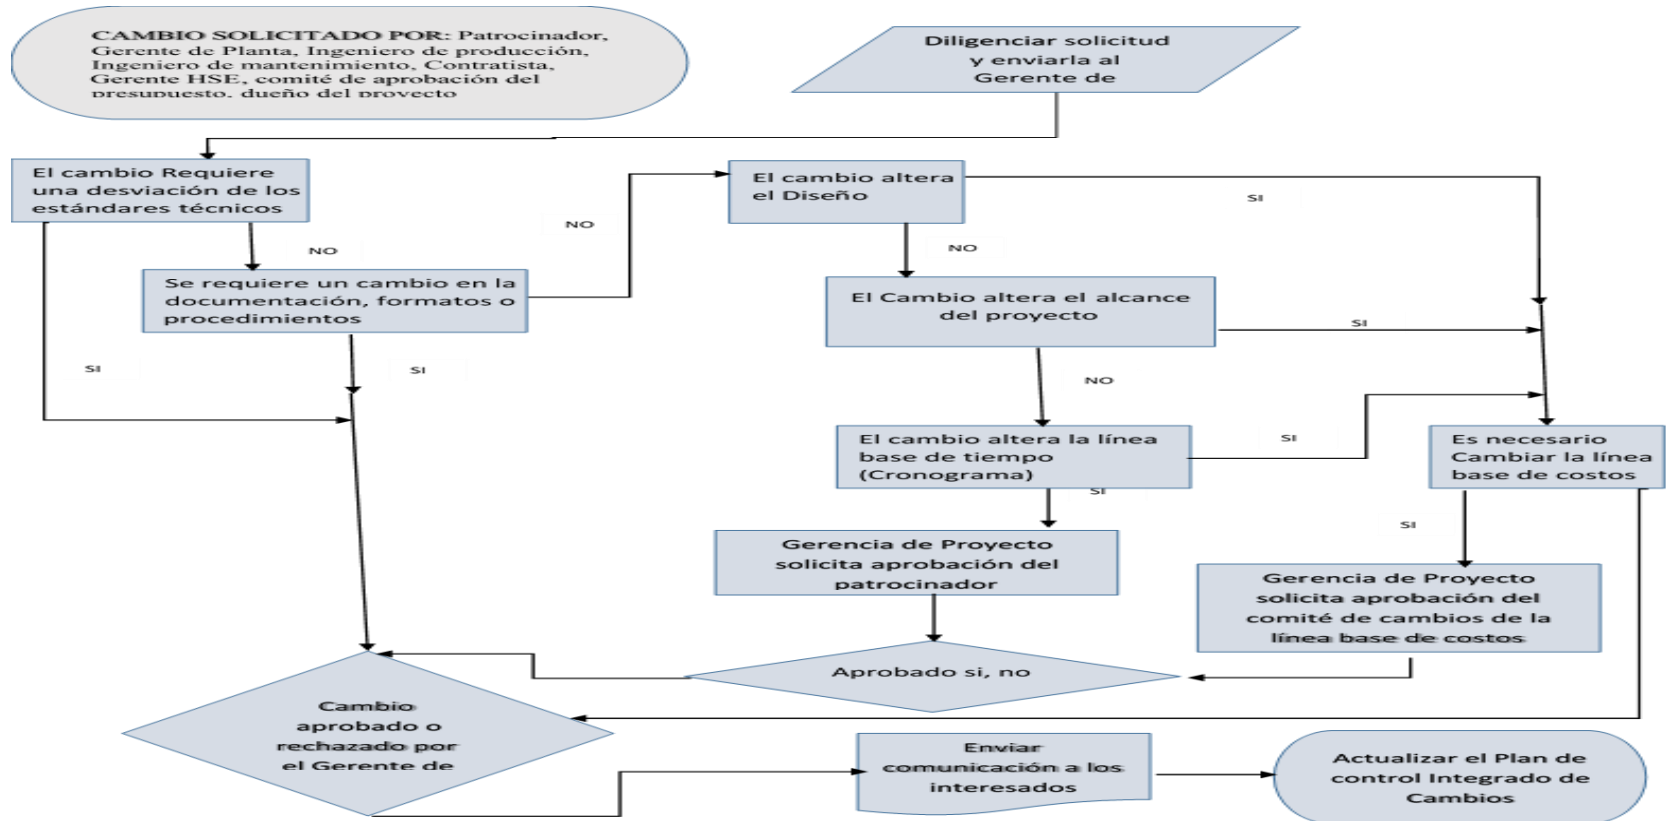 CAMBIO SOLICITADO POR: Patrocinador,
Gerente de Planta, Ingeniero de producción,
Ingeniero de mantenimiento, Contratista,
Gerente HSE, comité de aprobación del
presupuesto, dueño del proyecto
Diligenciar solicitud
y enviarla al
Gerente de
El cambio Requiere
una desviación de los
estándares técnicos
NO
Se requiere un cambio en la
documentación, formatos o
procedimientos
SI
SI
NO
El cambio altera
el Diseño
SI
NO
El Cambio altera el alcance
del proyecto
SI
NO
El cambio altera la línea
base de tiempo
(Cronograma)
SI
SI
Es necesario
Cambiar la línea
base de costos
SI
Gerencia de Proyecto
solicita aprobación del
patrocinador
Gerencia de Proyecto
solicita aprobación del
comité de cambios de la
línea base de costos
Aprobado si, no
Cambio
aprobado o
rechazado por
el Gerente de
Enviar
comunicación a los
interesados
Actualizar el Plan de
control Integrado de
Cambios